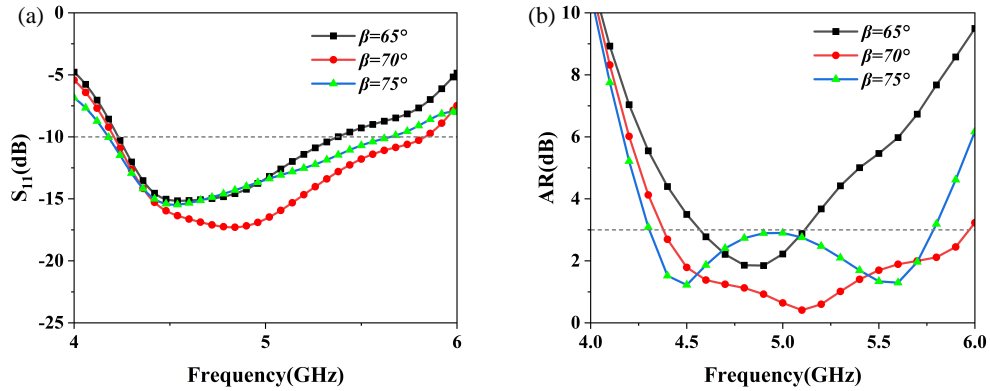 (a)
β=65°
β=70°
β=75°
-5
-10
-15
-20
-25
S11(dB)
4
5
6
Frequency(GHz)
(b)
β=65°
β=70°
β=75°
10
8
6
4
2
0
AR(dB)
4.0
4.5
5.0
5.5
6.0
Frequency(GHz)